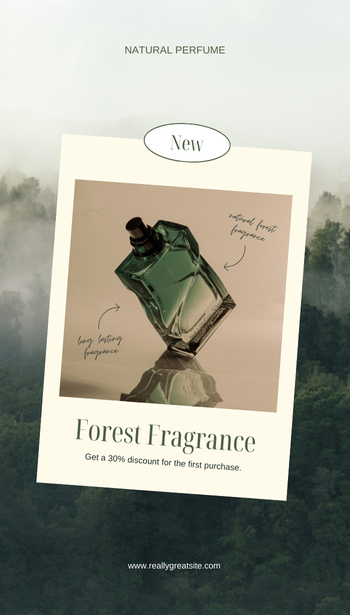 NATURAL PERFUME
New
natural forest
fragrance
long lasting
fragrance
Forest Fragrance
Get a 30% discount for the first purchase.
www.reallygreatsite.com